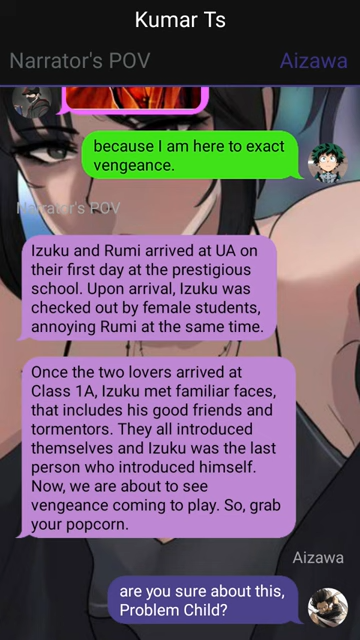 Kumar Ts
Narrator's POV
Aizawa
because I am here to exact
vengeance.
Narrator's POV
Izuku and Rumi arrived at UA on
their first day at the prestigious
school. Upon arrival, Izuku was
checked out by female students,
annoying Rumi at the same time.
Once the two lovers arrived at
Class 1A, Izuku met familiar faces,
that includes his good friends and
tormentors. They all introduced
themselves and Izuku was the last
person who introduced himself.
Now, we are about to see
vengeance coming to play. So, grab
your popcorn.
Aizawa
are you sure about this,
Problem Child?